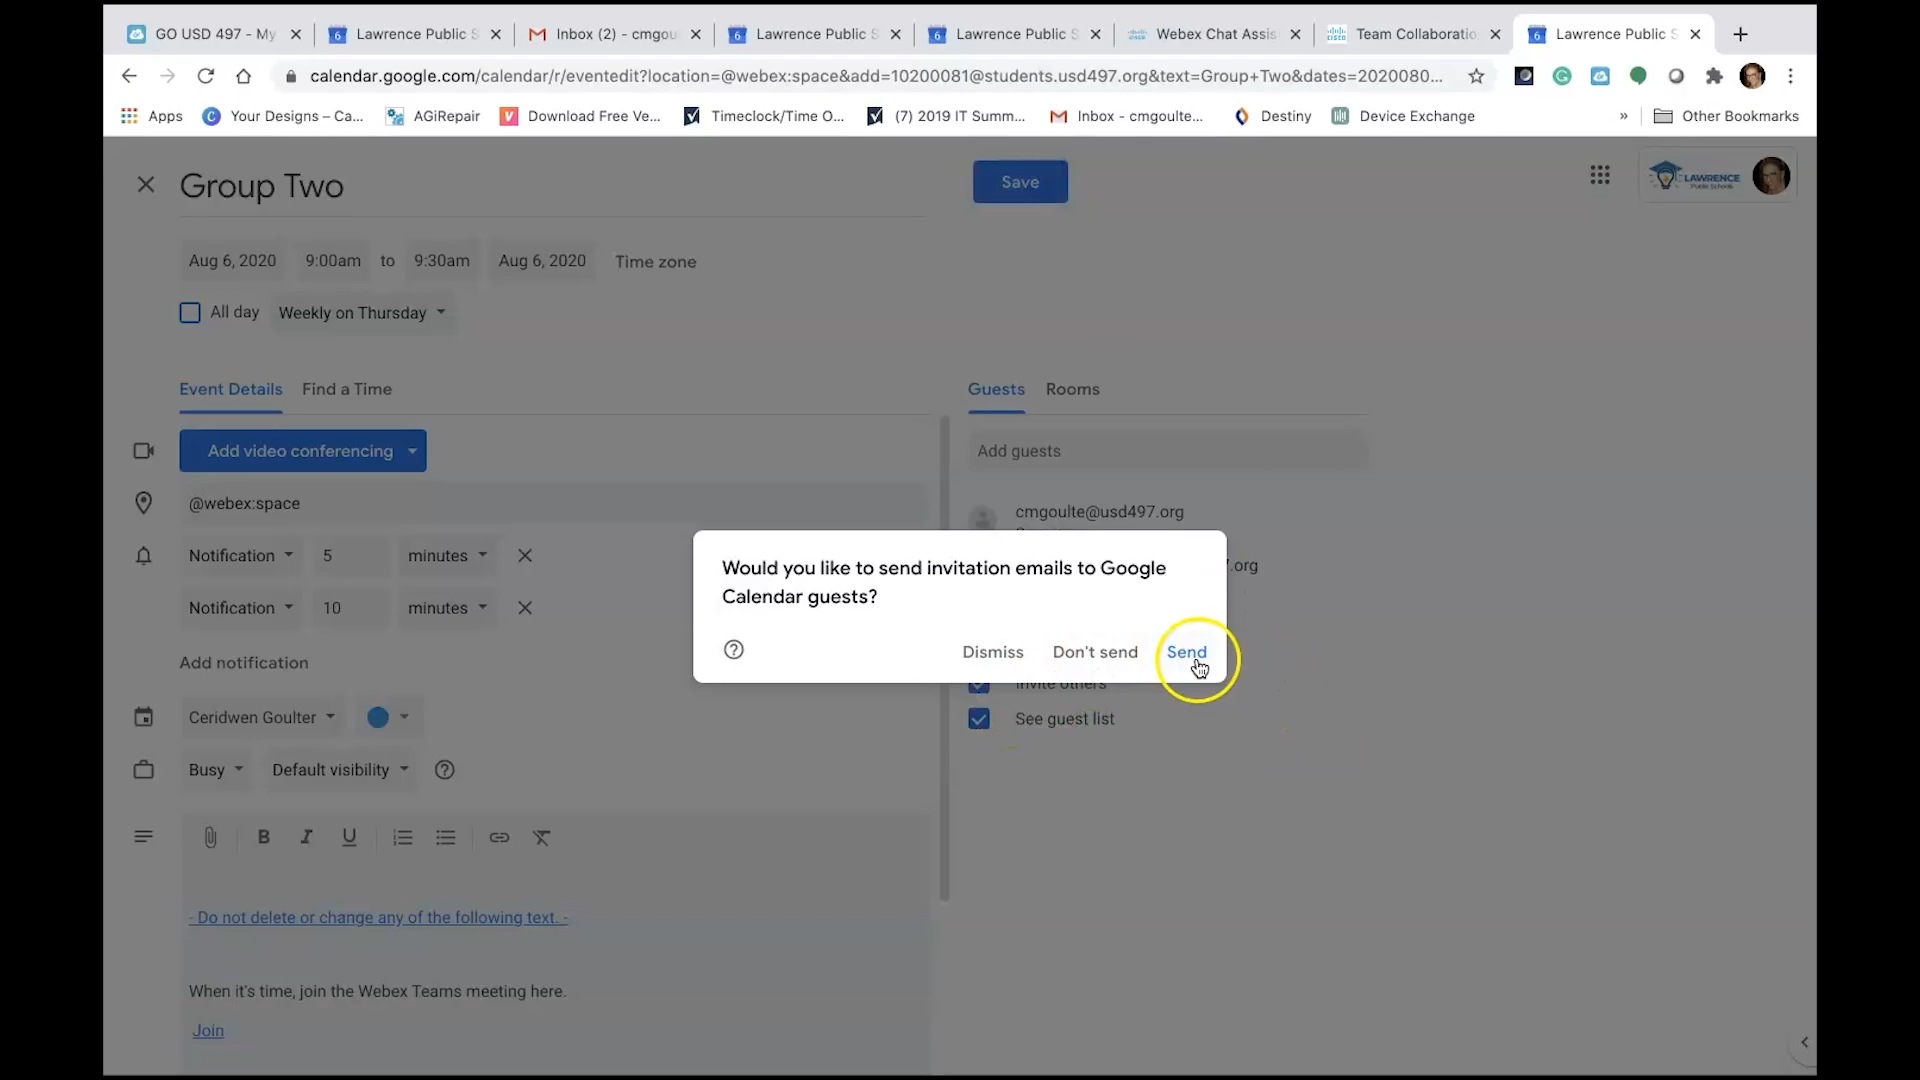 GO USD 497 - My
Lawrence Public S
Inbox (2) - cmgou
Lawrence Public S
Lawrence Public S
Webex Chat Assis
Team Collaboratio
Lawrence Public S
calendar.google.com/calendar/r/eventedit?location=@webex:space&add=10200081@students.usd497.org&text=Group+Two&dates=2020080...
Apps
Your Designs – Ca...
AGiRepair
Download Free Ve...
Timeclock/Time O...
(7) 2019 IT Summ...
Inbox - cmgoulte...
Destiny
Device Exchange
»
Other Bookmarks
Group Two
Save
LAWRENCE
Public Schools
Aug 6, 2020 9:00am to 9:30am Aug 6, 2020 Time zone
All day Weekly on Thursday
Event Details Find a Time
Guests Rooms
Add video conferencing
Add guests
@webex:space
cmgoulte@usd497.org
Notification 5 minutes
.org
Notification 10 minutes
Would you like to send invitation emails to Google
Calendar guests?
Dismiss Don't send Send
Add notification
Invite others
See guest list
Ceridwen Goulter
Busy Default visibility
B I U
- Do not delete or change any of the following text. -
When it's time, join the Webex Teams meeting here.
Join